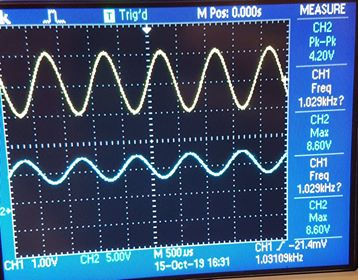 k Trig'd M Pos: 0.000s MEASURE
CH2
Pk-Pk
4.20V
CH1
Freq
1.029kHz?
CH2
Max
8.60V
CH1
Freq
1.029kHz?
CH2
Max
8.60V
2+
CH1 1.00V CH2 5.00V M 500µs CH1 / -21.4mV
15-Oct-19 16:31 1.03109kHz